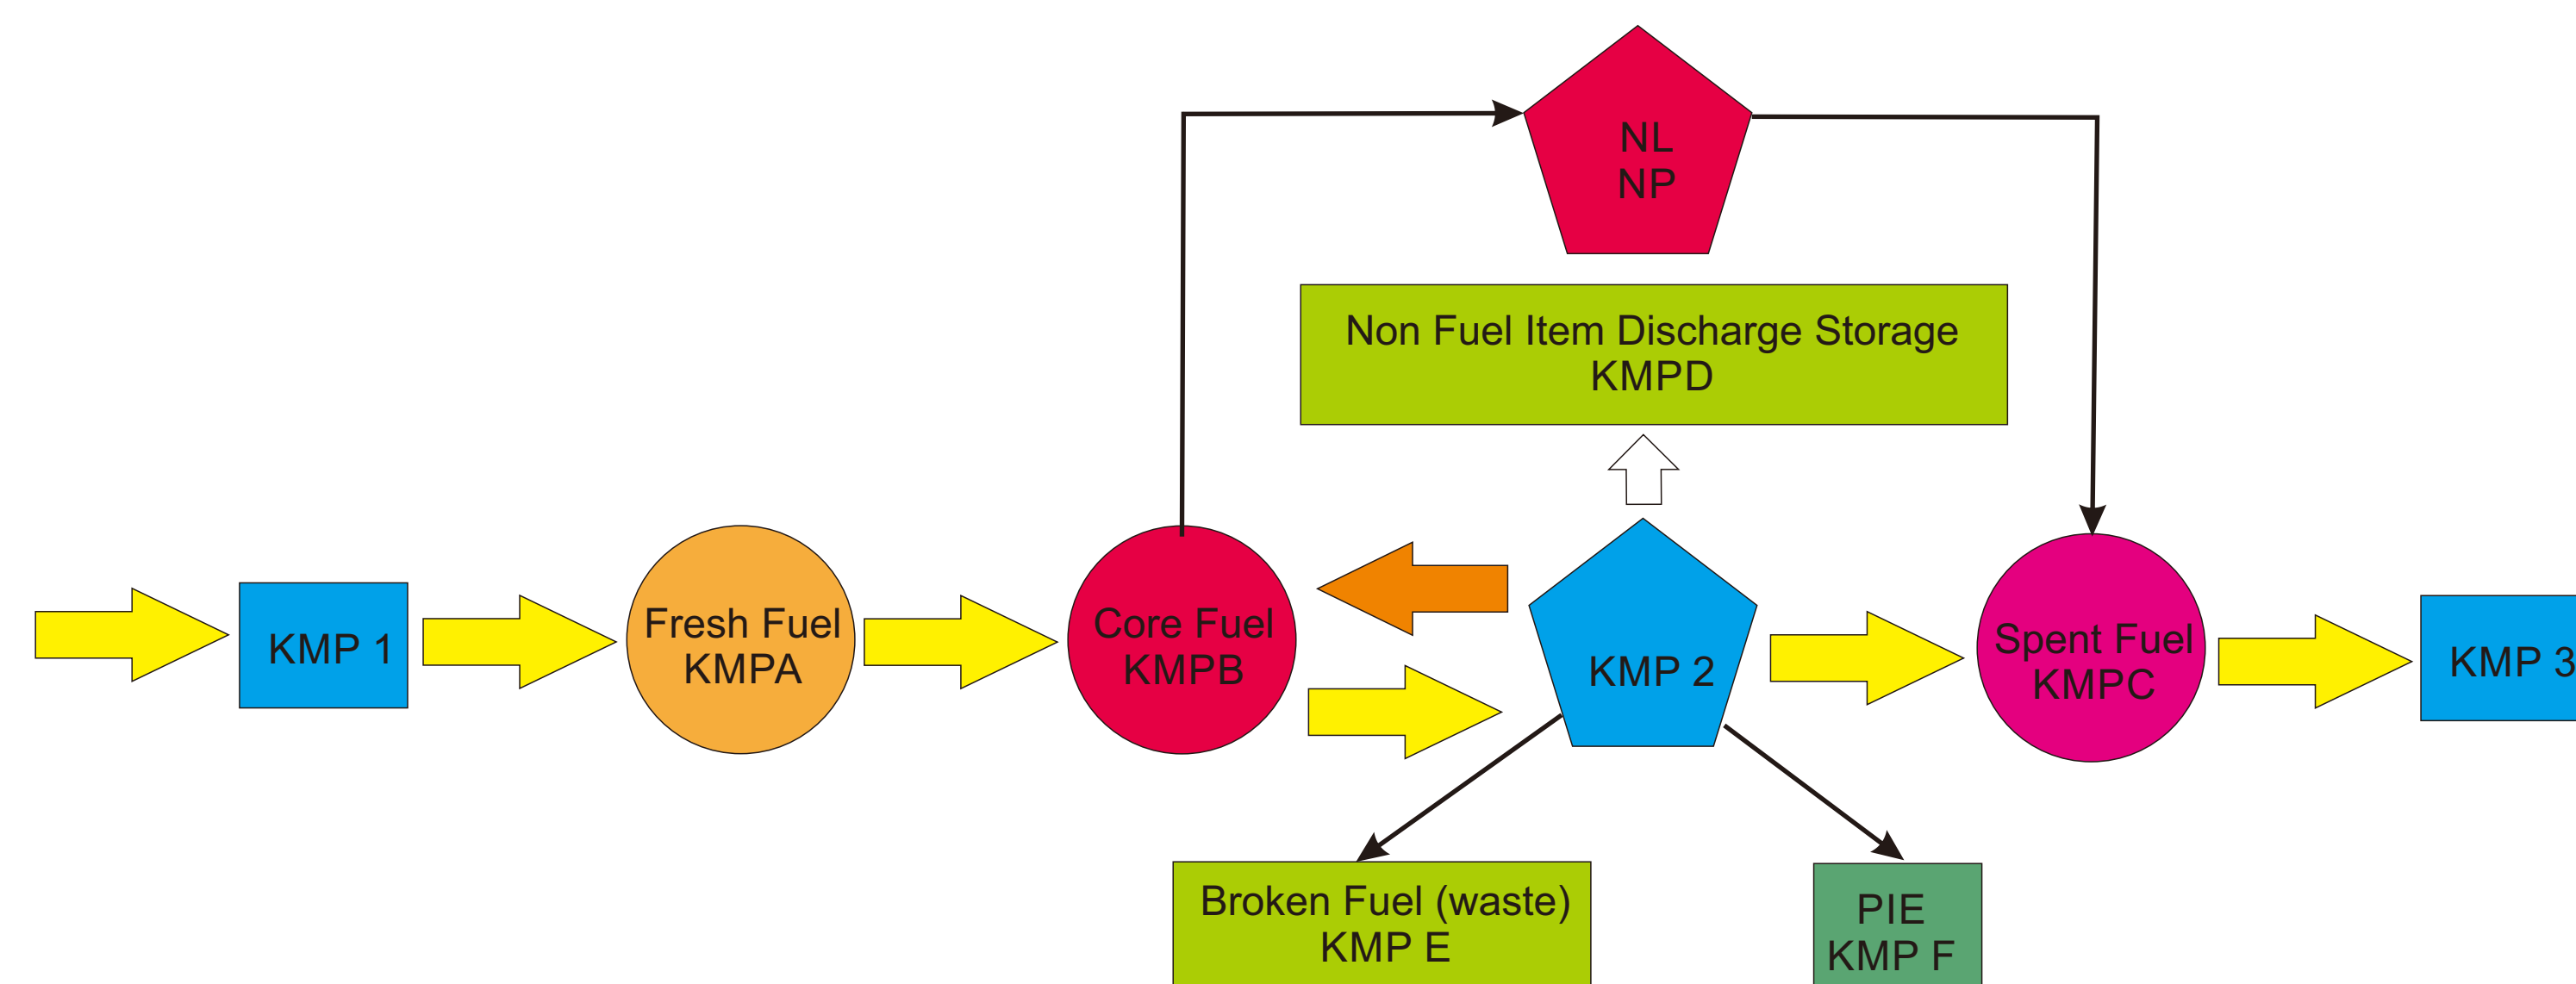 NL
NP
Non Fuel Item Discharge Storage
KMPD
KMP 1
Fresh Fuel
KMPA
Core Fuel
KMPB
KMP 2
Spent Fuel
KMPC
KMP 3
Broken Fuel (waste)
KMP E
PIE
KMP F